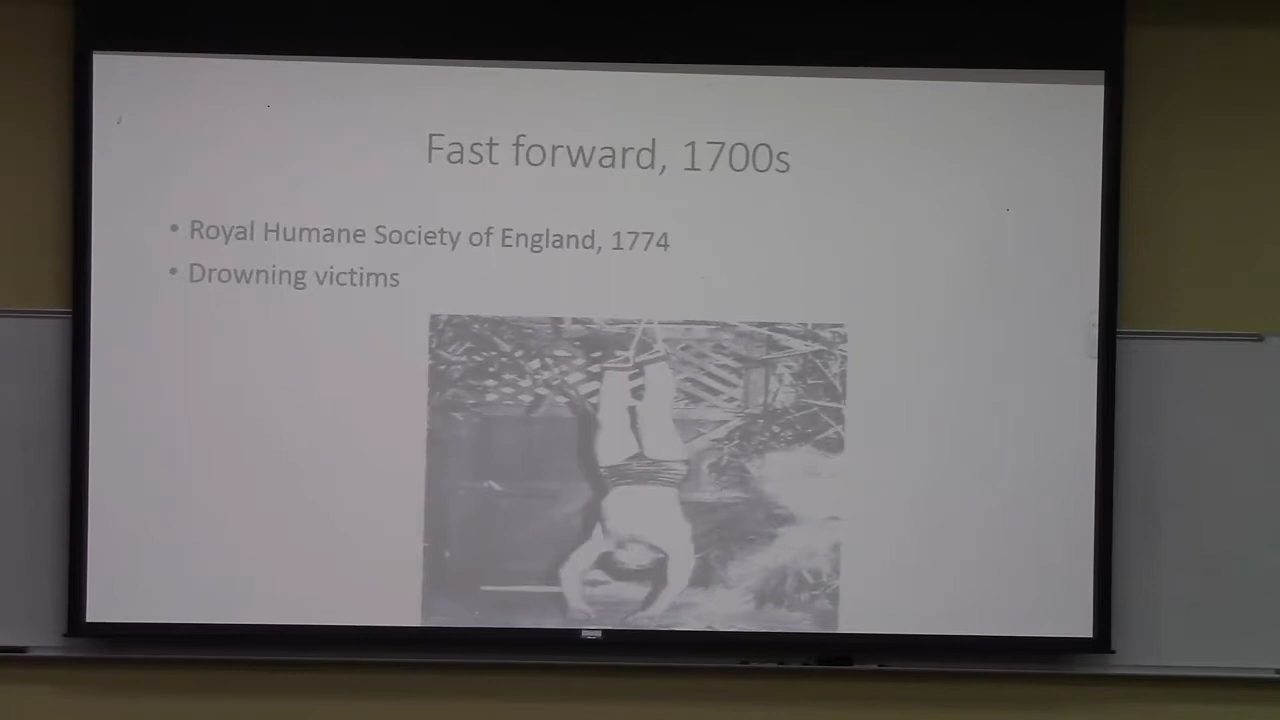 Fast forward, 1700s
• Royal Humane Society of England, 1774
• Drowning victims